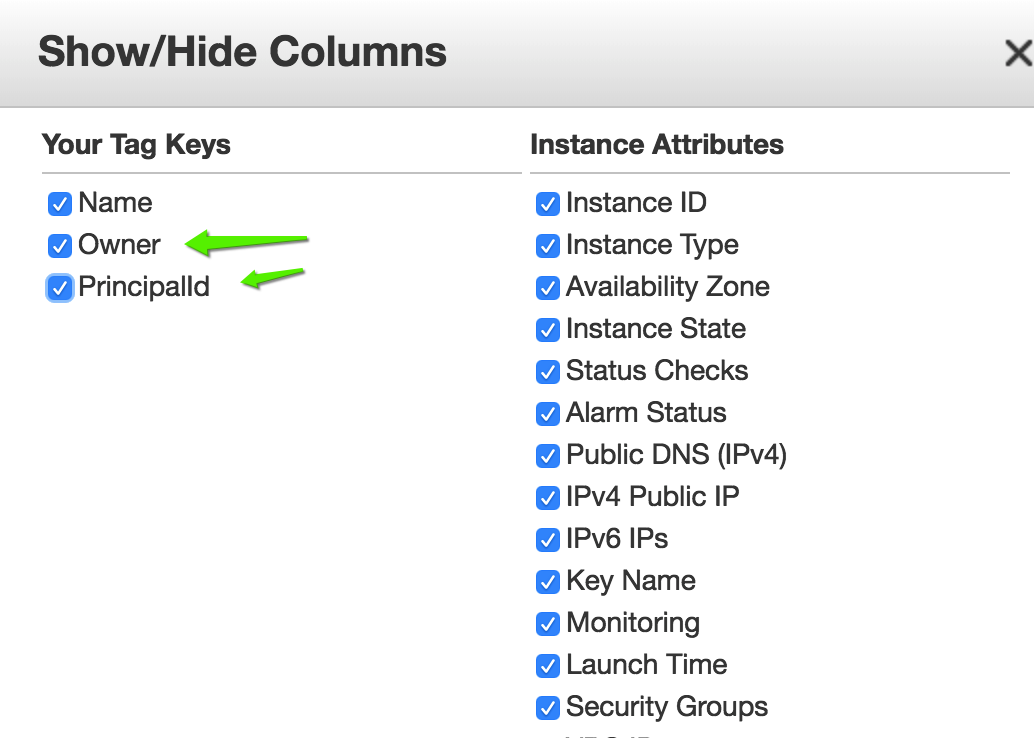 Show/Hide Columns
Your Tag Keys
Name
Owner
PrincipalId
Instance Attributes
Instance ID
Instance Type
Availability Zone
Instance State
Status Checks
Alarm Status
Public DNS (IPv4)
IPv4 Public IP
IPv6 IPs
Key Name
Monitoring
Launch Time
Security Groups